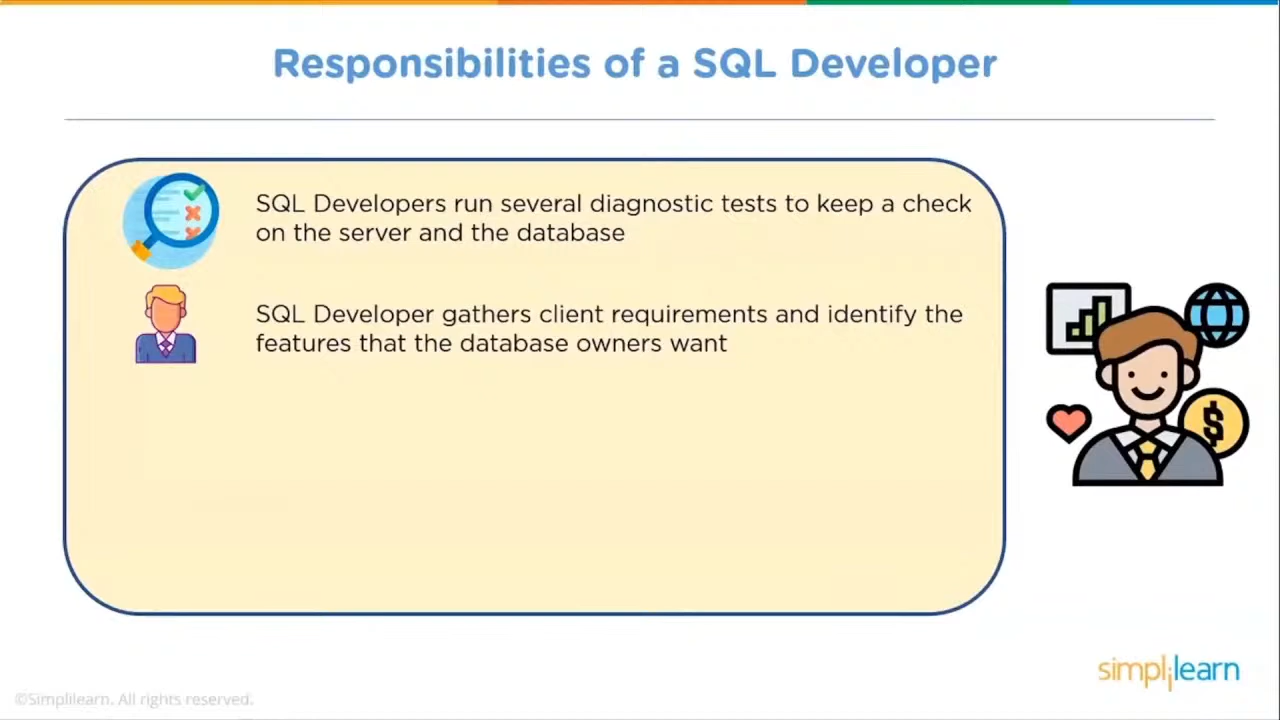 Responsibilities of a SQL Developer
SQL Developers run several diagnostic tests to keep a check
on the server and the database
SQL Developer gathers client requirements and identify the
features that the database owners want
simplilearn
©Simplilearn. All rights reserved.